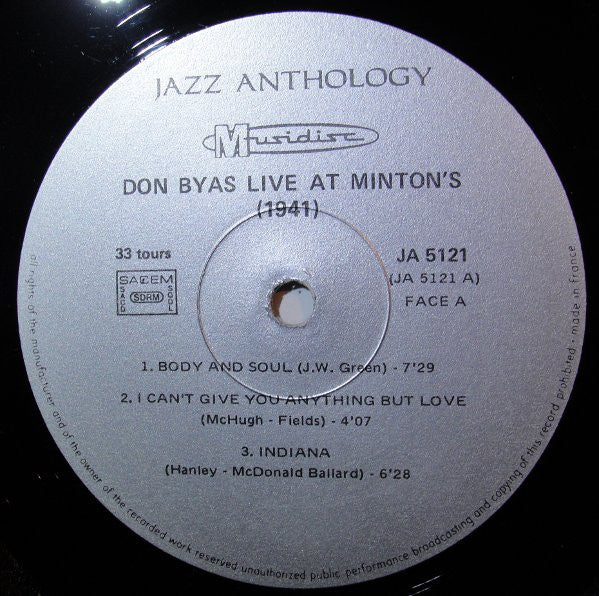 JAZZ ANTHOLOGY
Musidisc
DON BYAS LIVE AT MINTON'S
(1941)
33 tours
JA 5121
(JA 5121 A)
FACE A
SACEM
SACD
SDRM
SGDL
1. BODY AND SOUL (J.W. Green) - 7'29
2. I CAN'T GIVE YOU ANYTHING BUT LOVE
(McHugh - Fields) - 4'07
3. INDIANA
(Hanley - McDonald Ballard) - 6'28
all rights of the manufacturer and of the owner of the recorded work reserved unauthorized public performance broadcasting and copying of this record prohibited · made in france